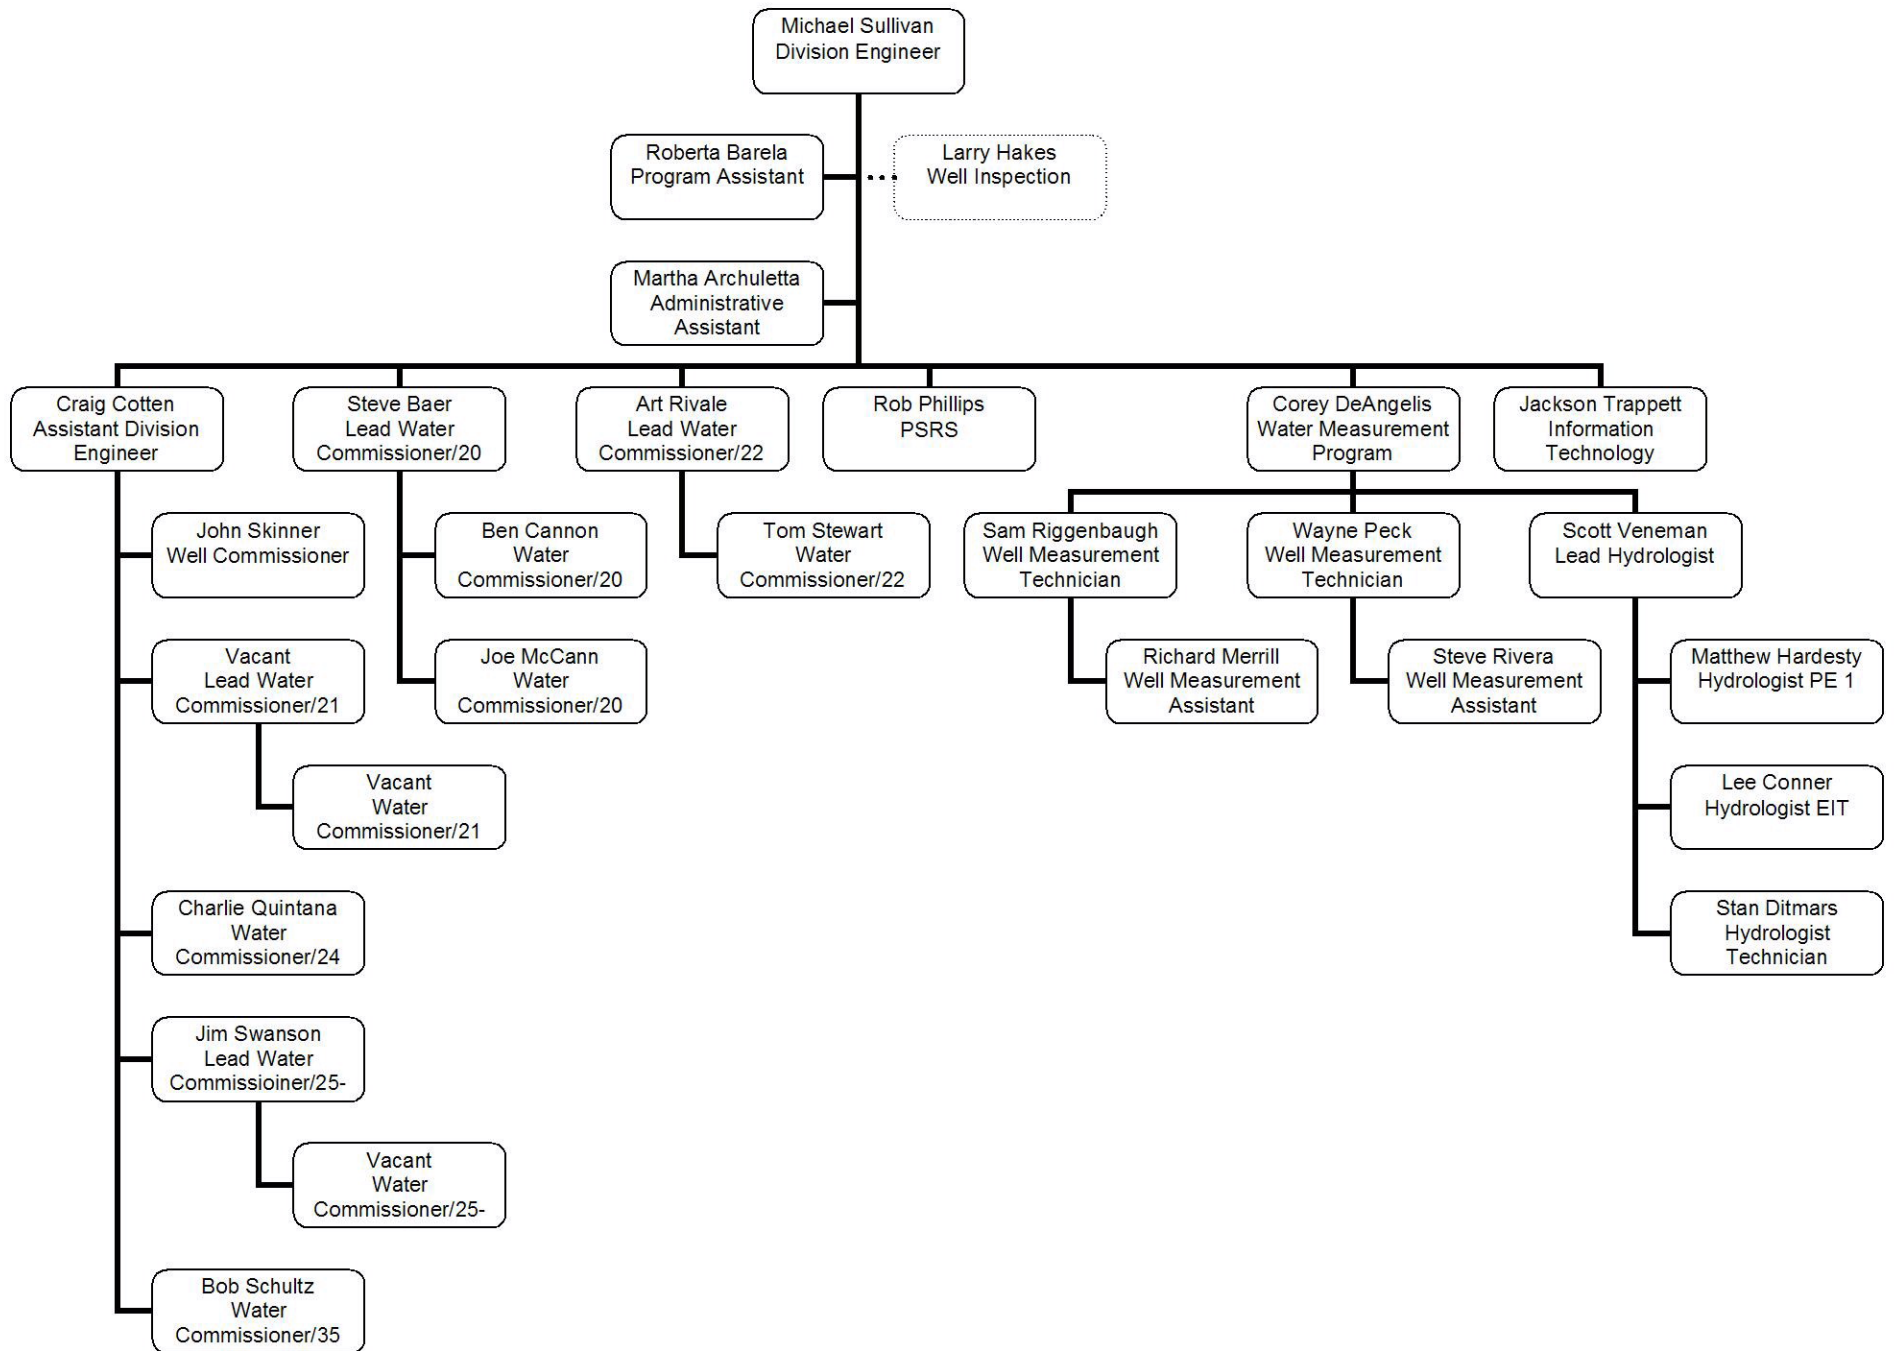 Michael Sullivan
Division Engineer
Roberta Barela
Program Assistant
Larry Hakes
Well Inspection
Martha Archuletta
Administrative
Assistant
Craig Cotten
Assistant Division
Engineer
Steve Baer
Lead Water
Commissioner/20
Art Rivale
Lead Water
Commissioner/22
Rob Phillips
PSRS
Corey DeAngelis
Water Measurement
Program
Jackson Trappett
Information
Technology
John Skinner
Well Commissioner
Ben Cannon
Water
Commissioner/20
Tom Stewart
Water
Commissioner/22
Sam Riggenbaugh
Well Measurement
Technician
Wayne Peck
Well Measurement
Technician
Scott Veneman
Lead Hydrologist
Vacant
Lead Water
Commissioner/21
Joe McCann
Water
Commissioner/20
Richard Merrill
Well Measurement
Assistant
Steve Rivera
Well Measurement
Assistant
Matthew Hardesty
Hydrologist PE 1
Vacant
Water
Commissioner/21
Lee Conner
Hydrologist EIT
Charlie Quintana
Water
Commissioner/24
Stan Ditmars
Hydrologist
Technician
Jim Swanson
Lead Water
Commissioiner/25-
Vacant
Water
Commissioner/25-
Bob Schultz
Water
Commissioner/35